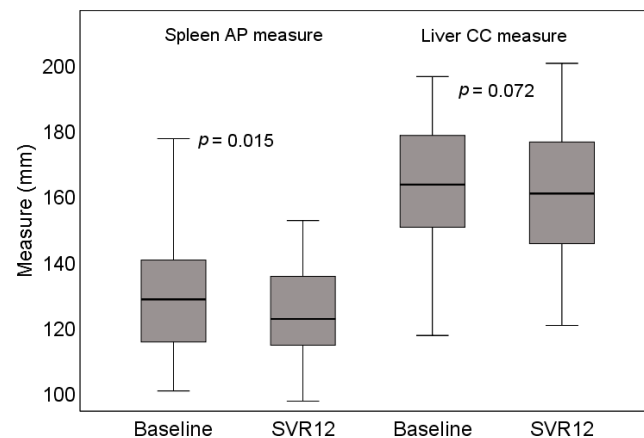 Spleen AP measure
Liver CC measure
Measure (mm)
200
180
160
140
120
100
p = 0.015
p = 0.072
Baseline
SVR12
Baseline
SVR12